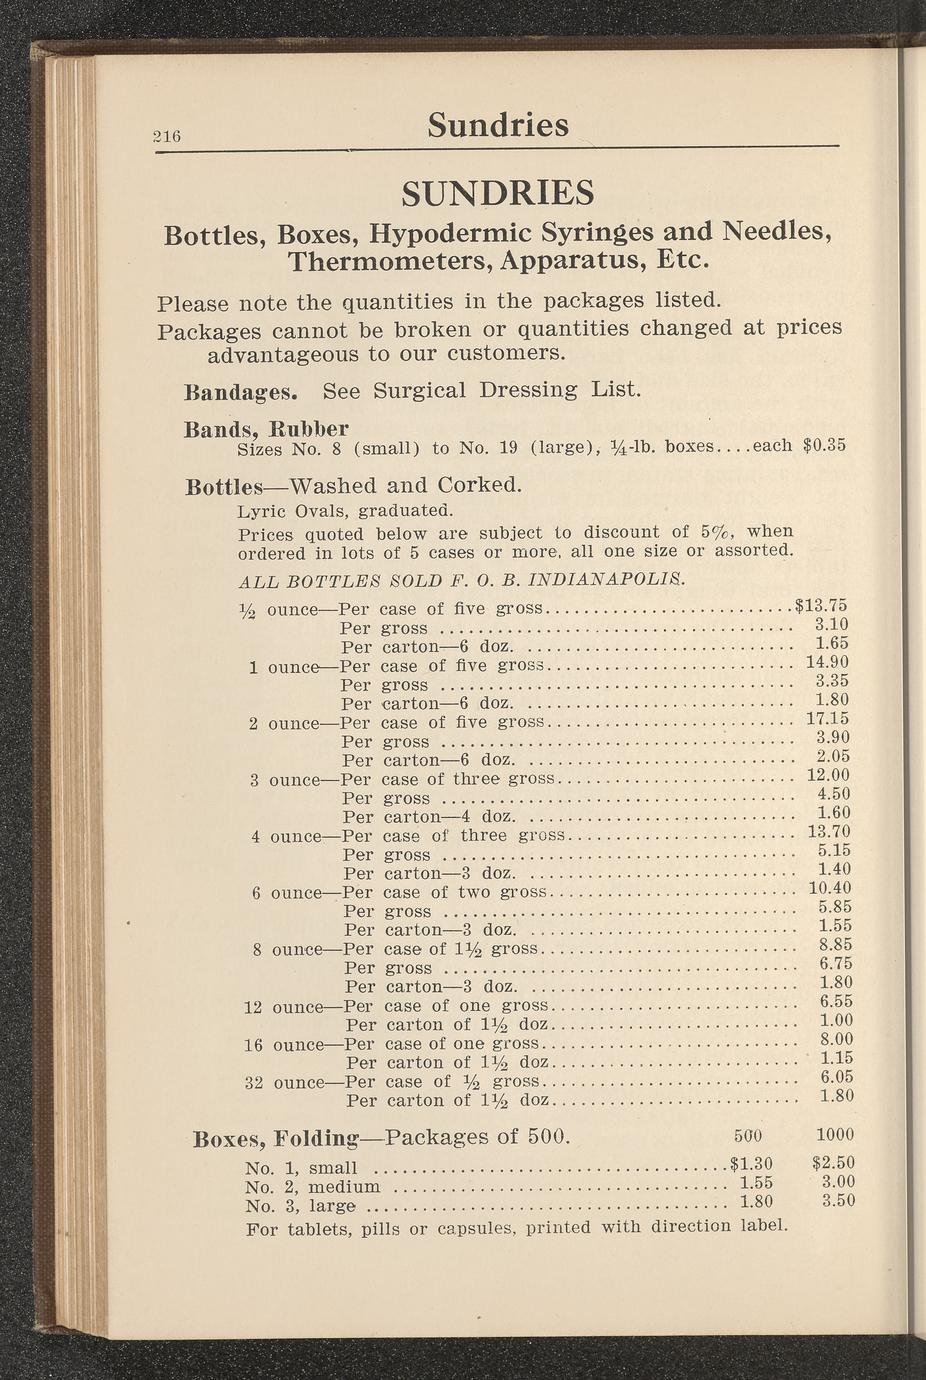 216
Sundries
SUNDRIES
Bottles, Boxes, Hypodermic Syringes and Needles,
Thermometers, Apparatus, Etc.
Please note the quantities in the packages listed.
Packages cannot be broken or quantities changed at prices
advantageous to our customers.
Bandages. See Surgical Dressing List.
Bands, Rubber
Sizes No. 8 (small) to No. 19 (large), ¼-lb. boxes....each $0.35
Bottles—Washed and Corked.
Lyric Ovals, graduated.
Prices quoted below are subject to discount of 5%, when
ordered in lots of 5 cases or more, all one size or assorted.
ALL BOTTLES SOLD F. O. B. INDIANAPOLIS.
½ ounce—Per case of five gross..........................$13.75
Per gross ..................................... 3.10
Per carton—6 doz. ............................ 1.65
1 ounce—Per case of five gross.......................... 14.90
Per gross ..................................... 3.35
Per carton—6 doz. ............................ 1.80
2 ounce—Per case of five gross.......................... 17.15
Per gross ..................................... 3.90
Per carton—6 doz. ............................ 2.05
3 ounce—Per case of three gross......................... 12.00
Per gross ..................................... 4.50
Per carton—4 doz. ............................ 1.60
4 ounce—Per case of three gross........................ 13.70
Per gross ..................................... 5.15
Per carton—3 doz. ............................ 1.40
6 ounce—Per case of two gross.......................... 10.40
Per gross ..................................... 5.85
Per carton—3 doz. ............................ 1.55
8 ounce—Per case of 1½ gross........................... 8.85
Per gross ..................................... 6.75
Per carton—3 doz. ............................ 1.80
12 ounce—Per case of one gross.......................... 6.55
Per carton of 1½ doz.......................... 1.00
16 ounce—Per case of one gross........................... 8.00
Per carton of 1½ doz.......................... 1.15
32 ounce—Per case of ½ gross........................... 6.05
Per carton of 1½ doz.......................... 1.80
Boxes, Folding—Packages of 500. 500 1000
No. 1, small .....................................$1.30 $2.50
No. 2, medium ................................... 1.55 3.00
No. 3, large ...................................... 1.80 3.50
For tablets, pills or capsules, printed with direction label.